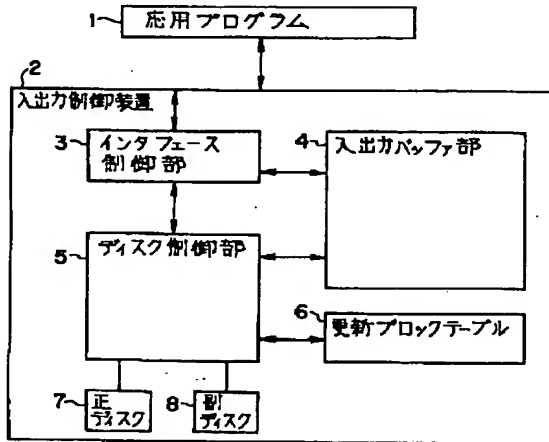 1 応用プログラム
2
入出力制御装置
3 インタフェース
制御部
4 入出力バッファ部
5 ディスク制御部
6 更新ブロックテーブル
7 正
ディスク
8 副
ディスク